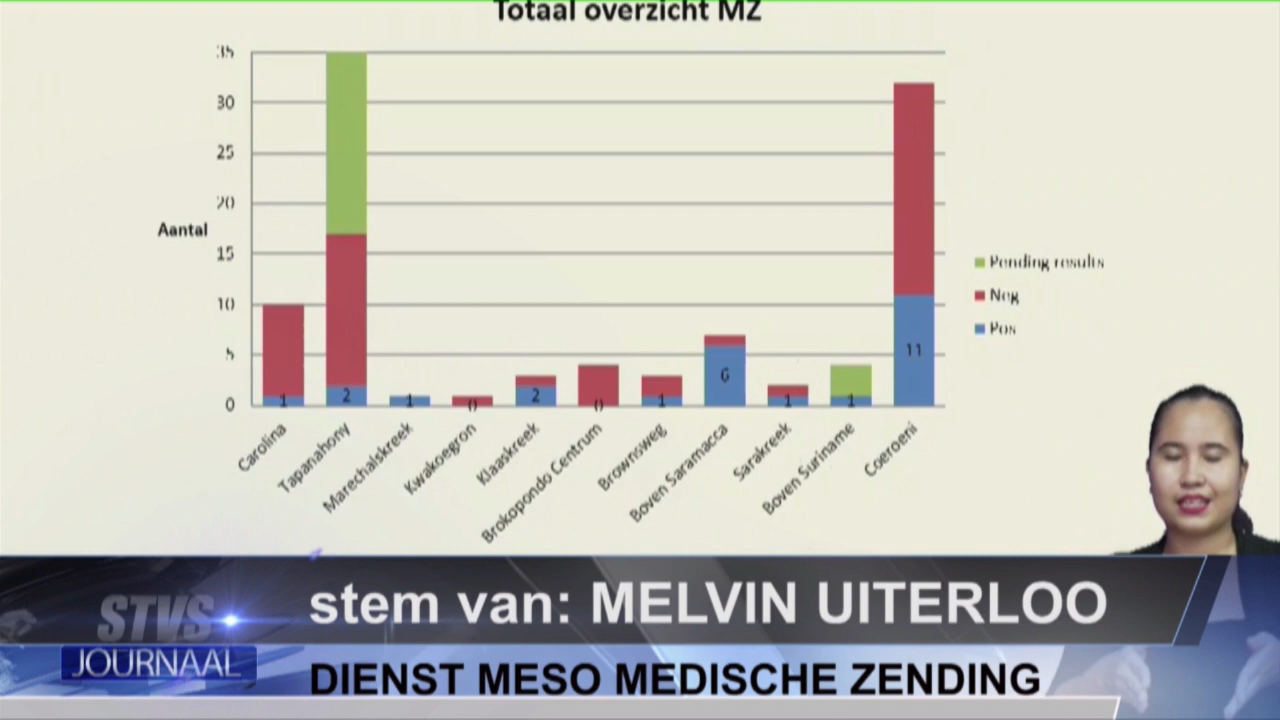 Totaal overzicht MZ
35
30
25
20
15
10
5
0
Aantal
1
2
1
0
2
0
1
6
1
1
11
Carolina
Tapanahony
Marechalskreek
Kwakoegron
Klaaskreek
Brokopondo Centrum
Brownsweg
Boven Saramacca
Sarakreek
Boven Suriname
Coeroeni
Pending results
Neg
Pos
stem van: MELVIN UITERLOO
DIENST MESO MEDISCHE ZENDING
STVS
JOURNAAL